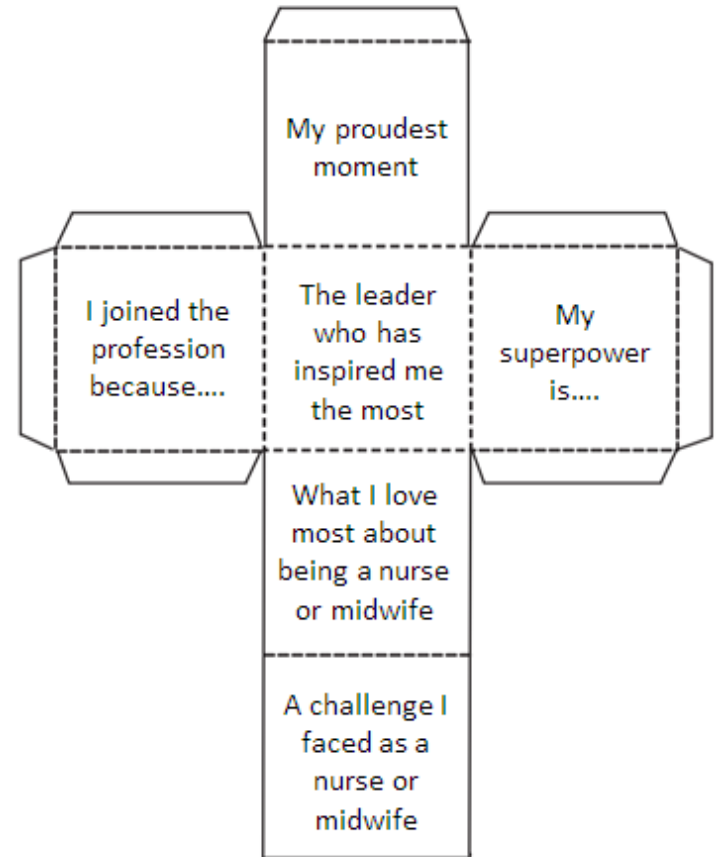 My proudest
moment
I joined the
profession
because....
The leader
who has
inspired me
the most
My
superpower
is....
What I love
most about
being a nurse
or midwife
A challenge I
faced as a
nurse or
midwife